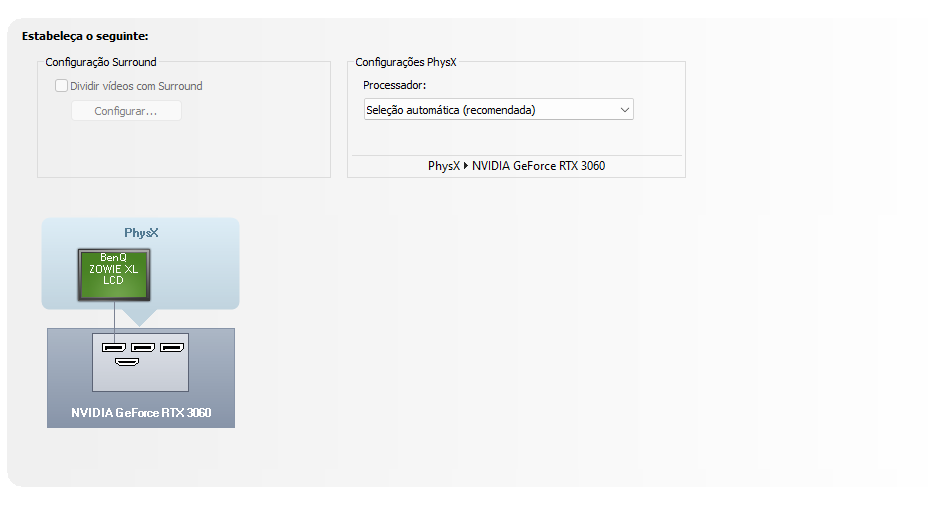 Estabeleça o seguinte:
Configuração Surround
Dividir vídeos com Surround
Configurar...
Configurações PhysX
Processador:
Seleção automática (recomendada)
PhysX ▸ NVIDIA GeForce RTX 3060
PhysX
BenQ
ZOWIE XL
LCD
NVIDIA GeForce RTX 3060